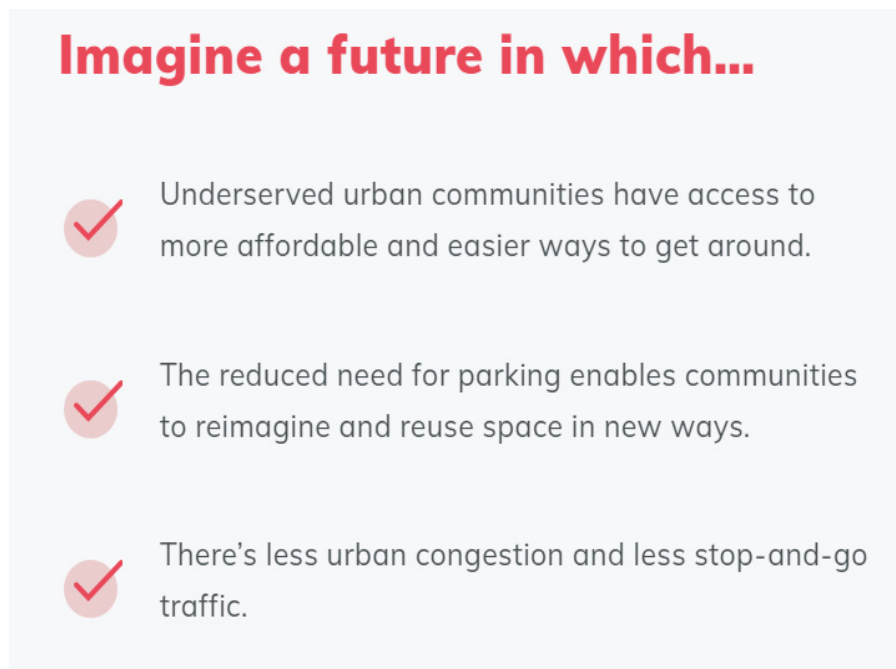 Imagine a future in which...
Underserved urban communities have access to
more affordable and easier ways to get around.
The reduced need for parking enables communities
to reimagine and reuse space in new ways.
There’s less urban congestion and less stop-and-go
traffic.